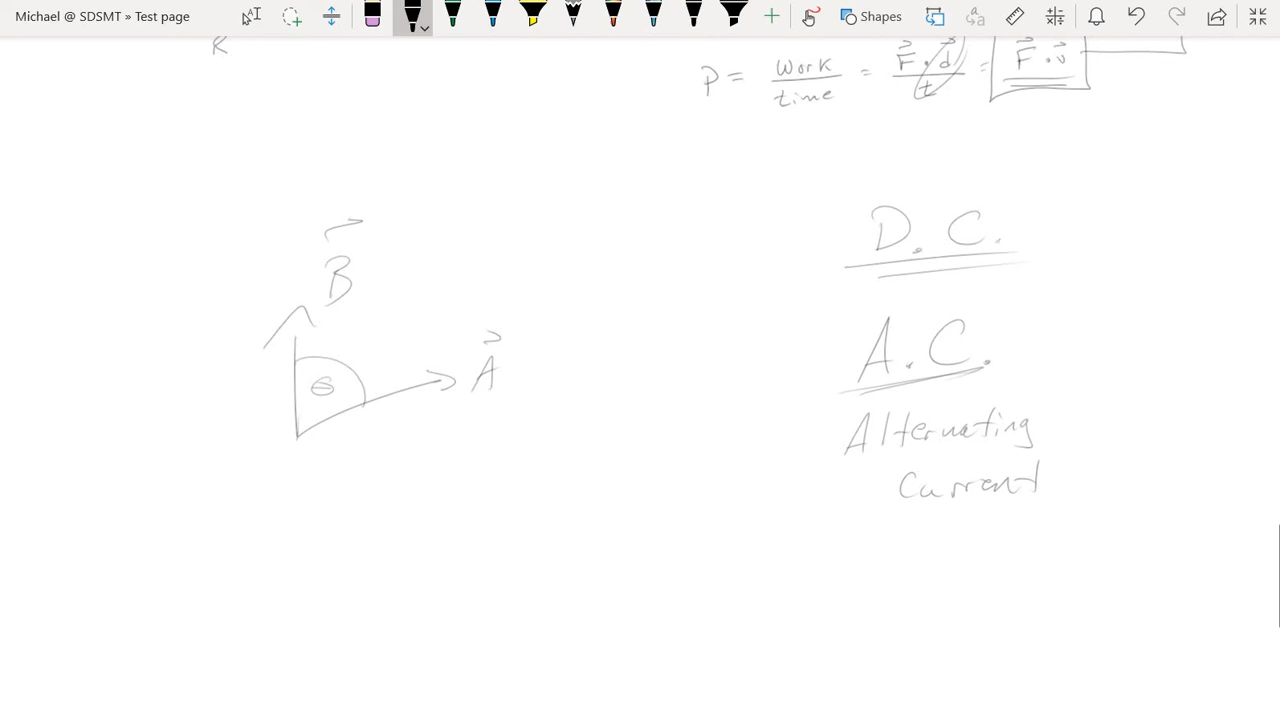 Michael @ SDSMT » Test page
Shapes
R
P = Work / time = F⃗ · d⃗ / t = F⃗ · v⃗
D. C.
B⃗
A. C.
θ
A⃗
Alternating
Current